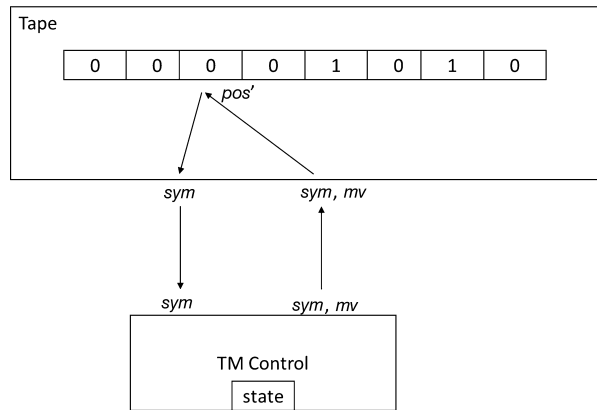 Tape
0 0 0 0 1 0 1 0
pos'
sym sym, mv
sym sym, mv
TM Control
state